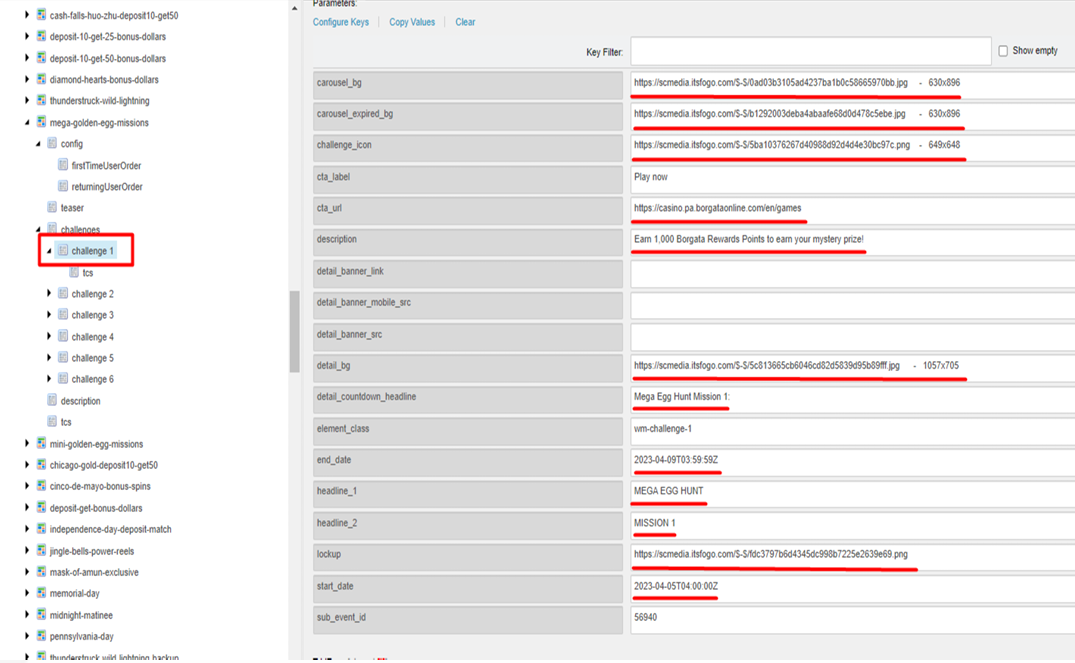 cash-falls-huo-zhu-deposit10-get50
deposit-10-get-25-bonus-dollars
deposit-10-get-50-bonus-dollars
diamond-hearts-bonus-dollars
thunderstruck-wild-lightning
mega-golden-egg-missions
config
firstTimeUserOrder
returningUserOrder
teaser
challenges
challenge 1
tcs
challenge 2
challenge 3
challenge 4
challenge 5
challenge 6
description
tcs
mini-golden-egg-missions
chicago-gold-deposit10-get50
cinco-de-mayo-bonus-spins
deposit-get-bonus-dollars
independence-day-deposit-match
jingle-bells-power-reels
mask-of-amun-exclusive
memorial-day
midnight-matinee
pennsylvania-day
thunderstruck wild lightning backup
Parameters:
Configure Keys Copy Values Clear
Key Filter: Show empty
carousel_bg https://scmedia.itsfogo.com/$-$/0ad03b3105ad4237ba1b0c58665970bb.jpg - 630x896
carousel_expired_bg https://scmedia.itsfogo.com/$-$/b1292003deba4abaafe68d0d478c5ebe.jpg - 630x896
challenge_icon https://scmedia.itsfogo.com/$-$/5ba10376267d40988d92d4d4e30bc97c.png - 649x648
cta_label Play now
cta_url https://casino.pa.borgataonline.com/en/games
description Earn 1,000 Borgata Rewards Points to earn your mystery prize!
detail_banner_link
detail_banner_mobile_src
detail_banner_src
detail_bg https://scmedia.itsfogo.com/$-$/5c813665cb6046cd82d5839d95b89fff.jpg - 1057x705
detail_countdown_headline Mega Egg Hunt Mission 1:
element_class wm-challenge-1
end_date 2023-04-09T03:59:59Z
headline_1 MEGA EGG HUNT
headline_2 MISSION 1
lockup https://scmedia.itsfogo.com/$-$/fdc3797b6d4345dc998b7225e2639e69.png
start_date 2023-04-05T04:00:00Z
sub_event_id 56940